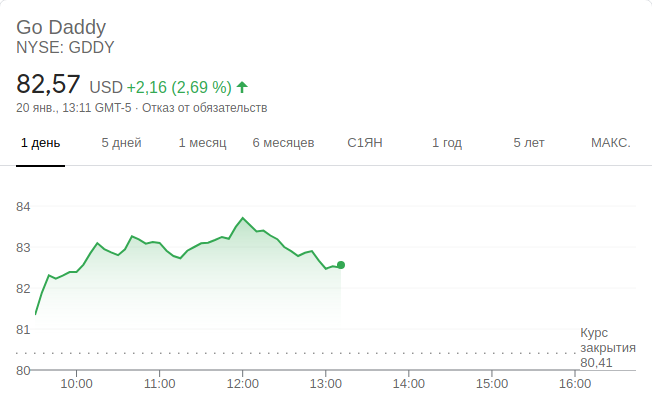 Go Daddy
NYSE: GDDY
82,57 USD +2,16 (2,69 %)
20 янв., 13:11 GMT-5 · Отказ от обязательств
1 день 5 дней 1 месяц 6 месяцев С1ЯН 1 год 5 лет МАКС.
84
83
82
81
Курс
закрытия
80,41
80
10:00 11:00 12:00 13:00 14:00 15:00 16:00